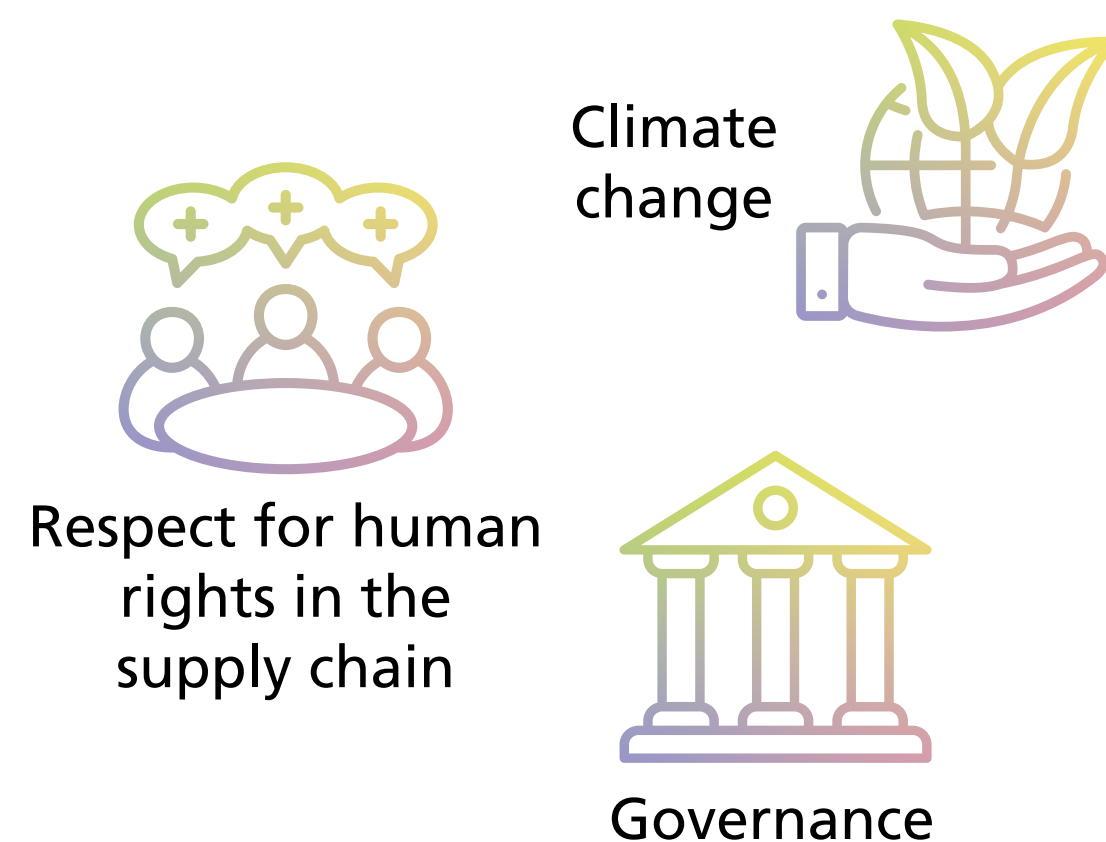 Climate
change
Respect for human
rights in the
supply chain
Governance